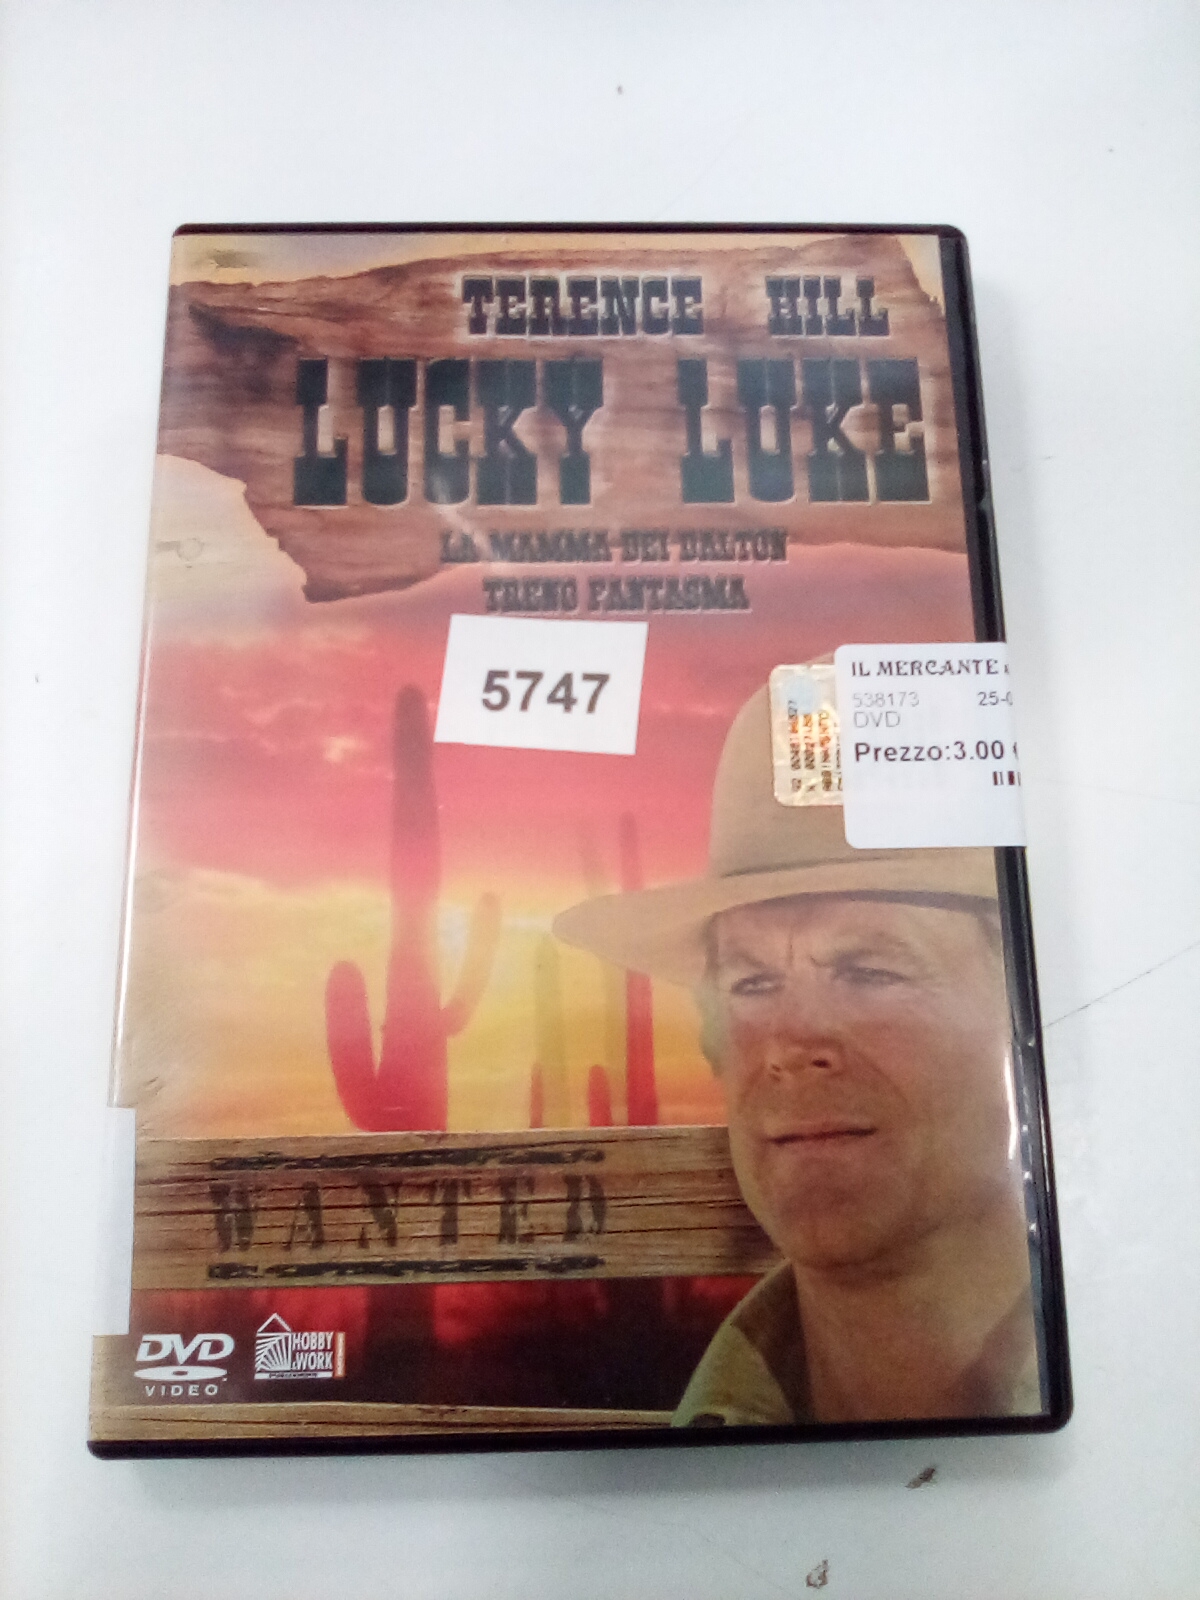 TERENCE HILL
LUCKY LUKE
LA MAMMA DEI DALTON
TRENO FANTASMA
5747
IL MERCANTE
538173 25-0
DVD
Prezzo:3.00 €
WANTED
DVD
VIDEO
HOBBY
& WORK